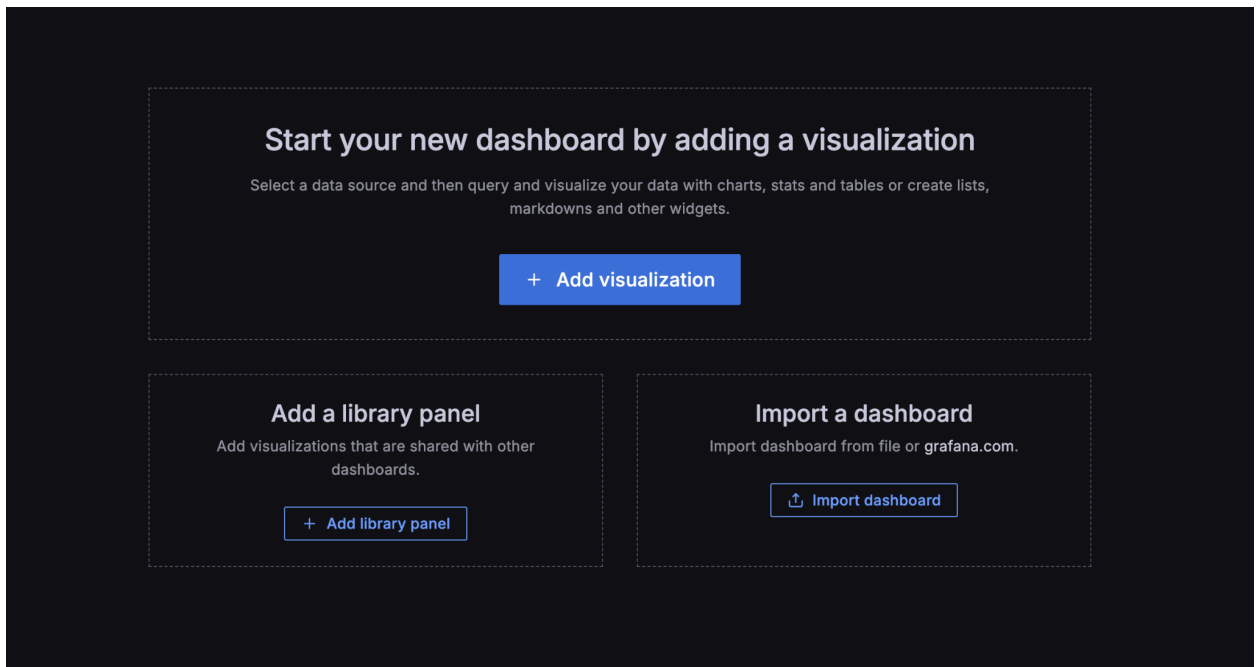 Start your new dashboard by adding a visualization
Select a data source and then query and visualize your data with charts, stats and tables or create lists,
markdowns and other widgets.
+ Add visualization
Add a library panel
Add visualizations that are shared with other
dashboards.
+ Add library panel
Import a dashboard
Import dashboard from file or grafana.com.
Import dashboard